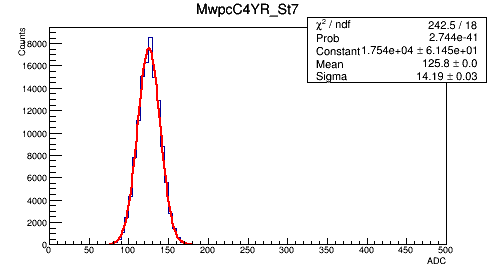 MwpcC4YR_St7
χ² / ndf 242.5 / 18
Prob 2.744e-41
Constant 1.754e+04 ± 6.145e+01
Mean 125.8 ± 0.0
Sigma 14.19 ± 0.03
Counts
18000
16000
14000
12000
10000
8000
6000
4000
2000
0
0 50 100 150 200 250 300 350 400 450 500
ADC